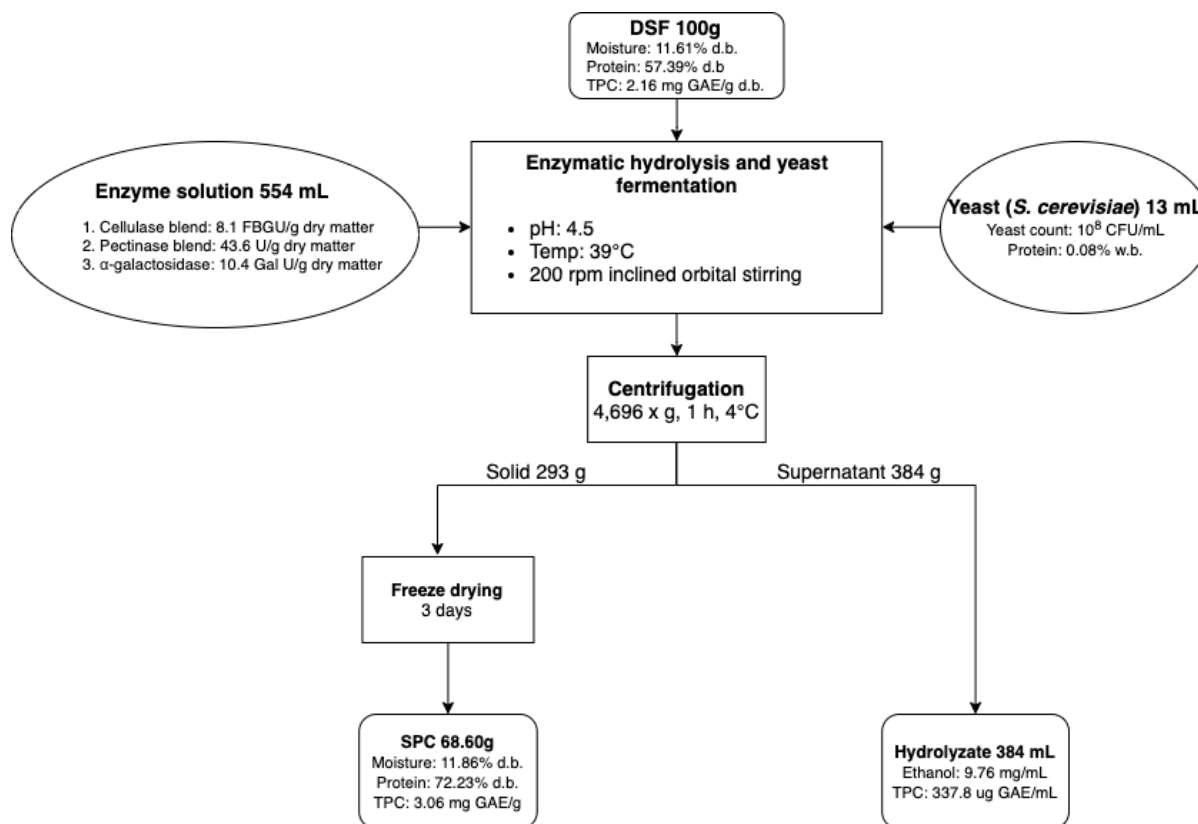 DSF 100g
Moisture: 11.61% d.b.
Protein: 57.39% d.b
TPC: 2.16 mg GAE/g d.b.
Enzyme solution 554 mL
1. Cellulase blend: 8.1 FBGU/g dry matter
2. Pectinase blend: 43.6 U/g dry matter
3. α-galactosidase: 10.4 Gal U/g dry matter
Enzymatic hydrolysis and yeast
fermentation
• pH: 4.5
• Temp: 39°C
• 200 rpm inclined orbital stirring
Yeast (S. cerevisiae) 13 mL
Yeast count: 10⁸ CFU/mL
Protein: 0.08% w.b.
Centrifugation
4,696 x g, 1 h, 4°C
Solid 293 g
Supernatant 384 g
Freeze drying
3 days
SPC 68.60g
Moisture: 11.86% d.b.
Protein: 72.23% d.b.
TPC: 3.06 mg GAE/g
Hydrolyzate 384 mL
Ethanol: 9.76 mg/mL
TPC: 337.8 ug GAE/mL